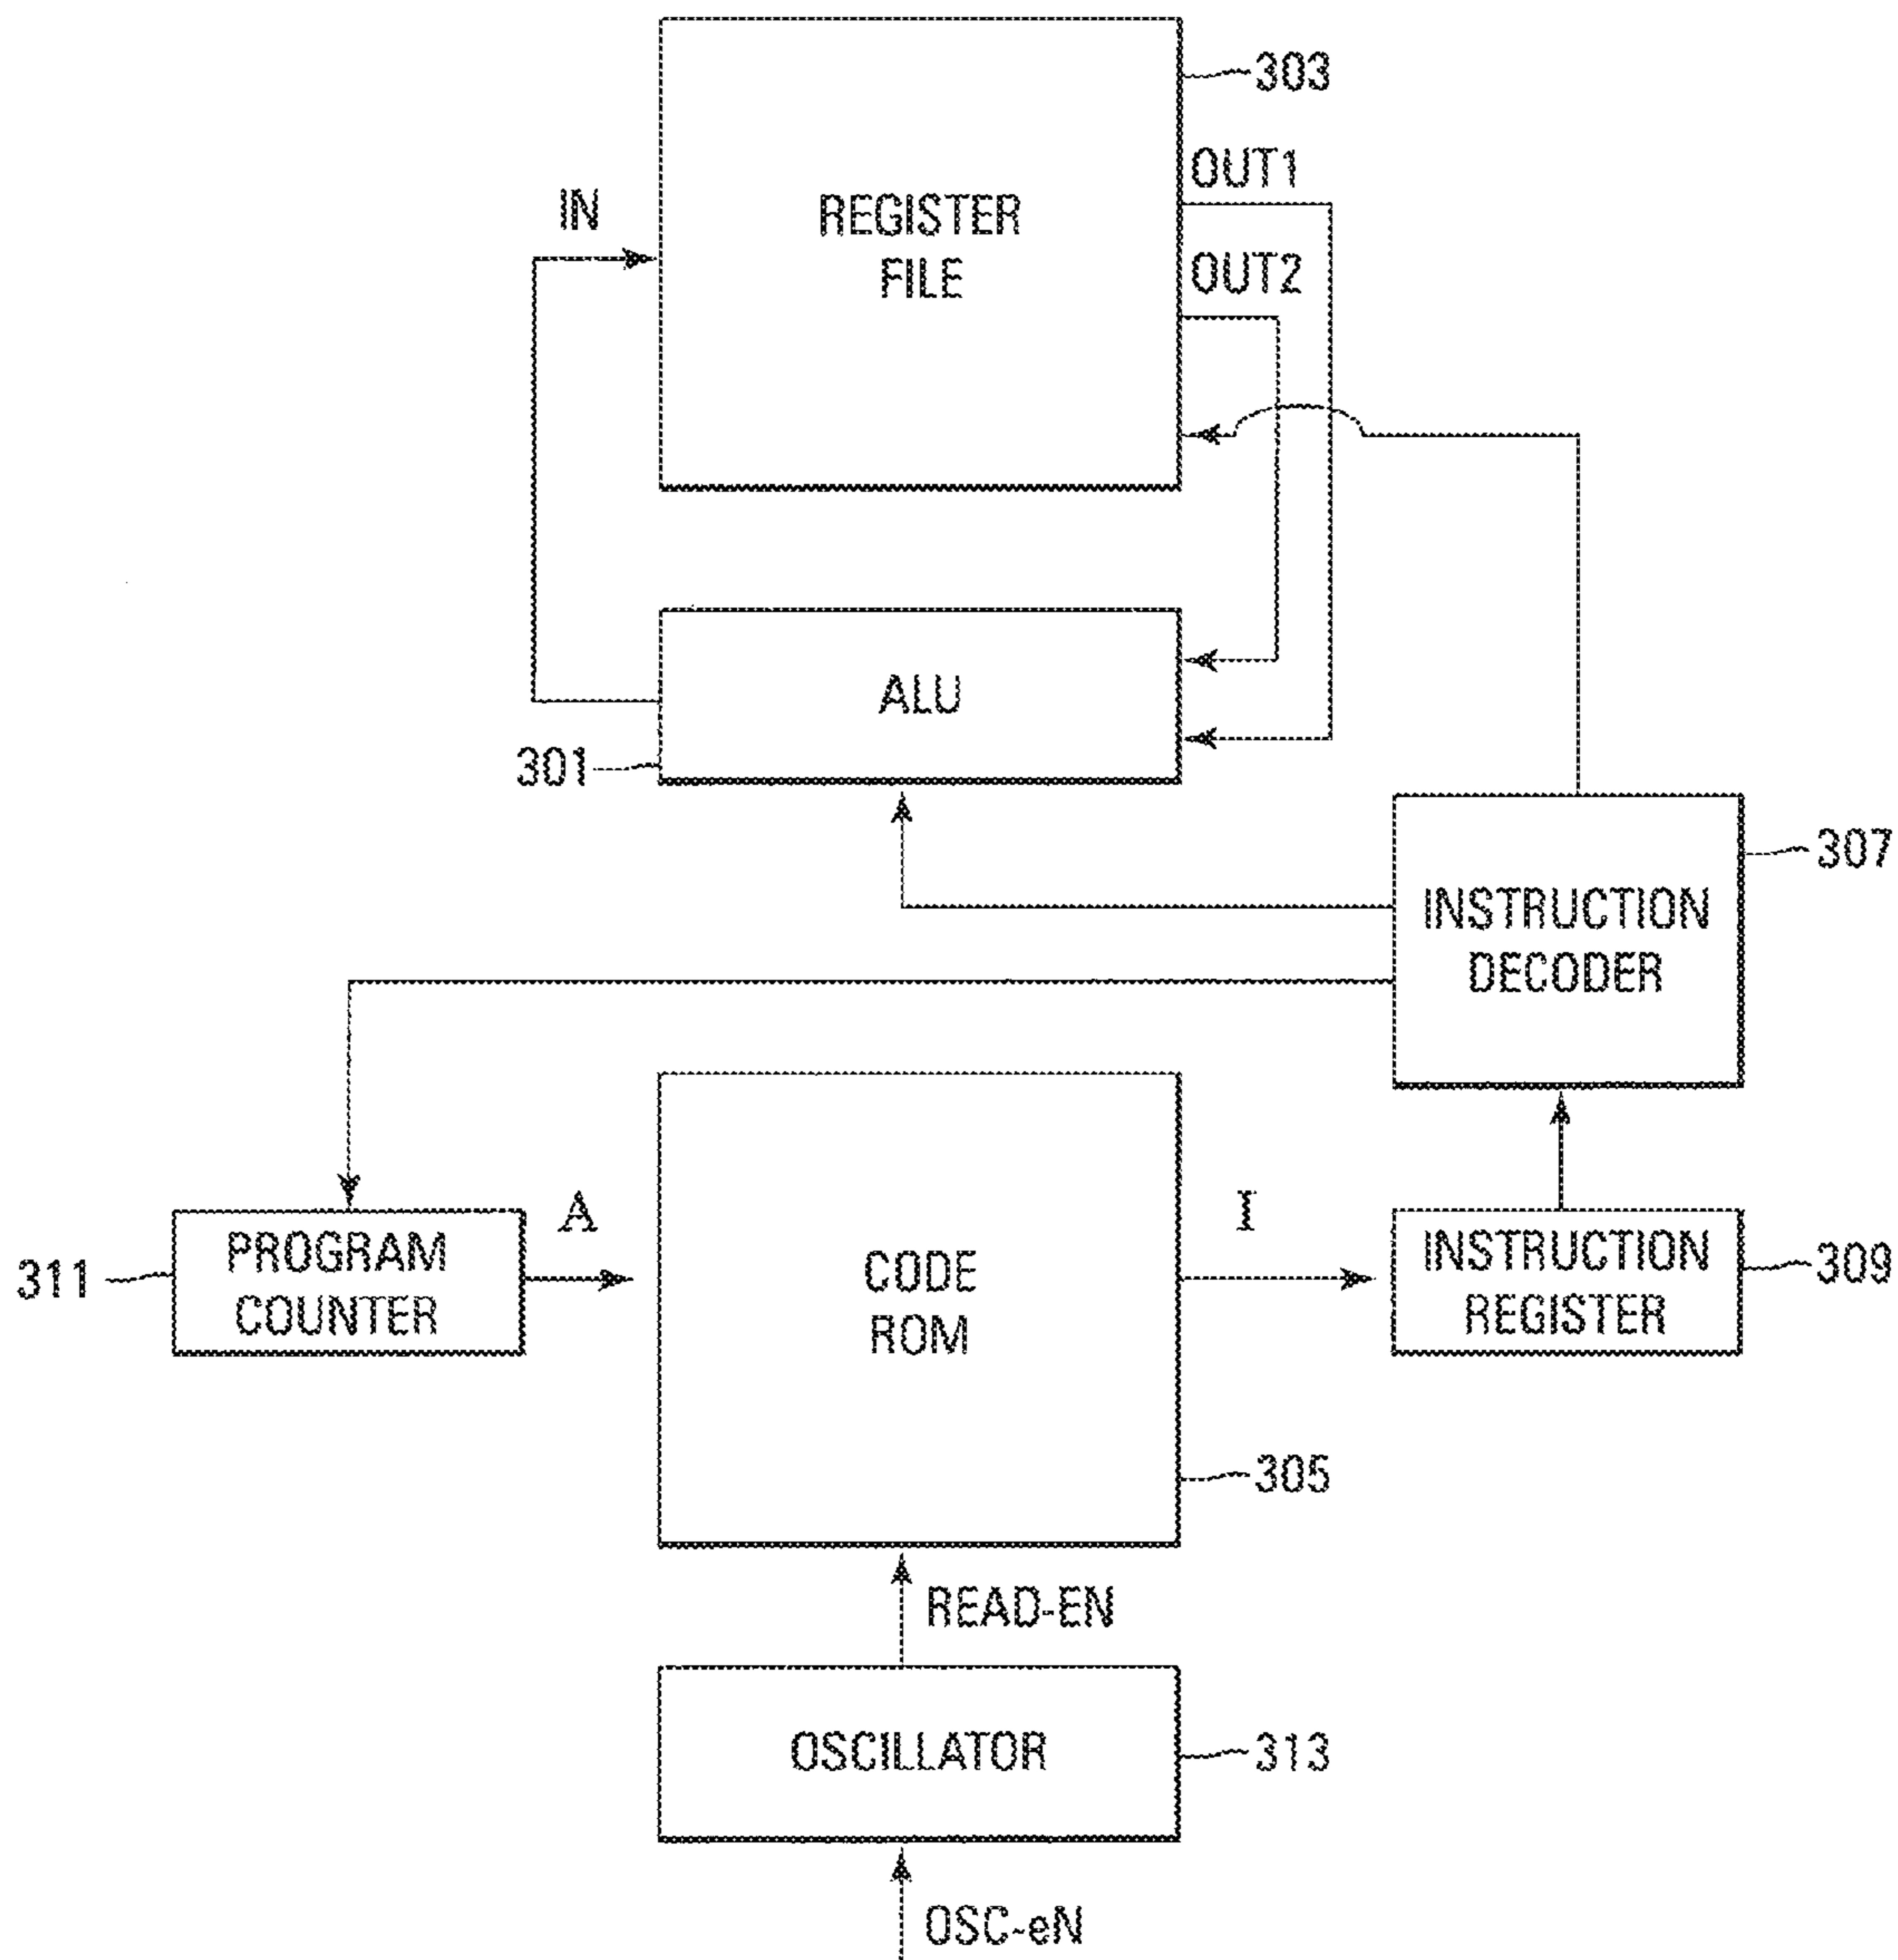 303
OUT1
IN
REGISTER
FILE
OUT2
ALU
301
307
INSTRUCTION
DECODER
A
I
311
PROGRAM
COUNTER
CODE
ROM
INSTRUCTION
REGISTER
309
305
READ-EN
OSCILLATOR
313
OSC-eN